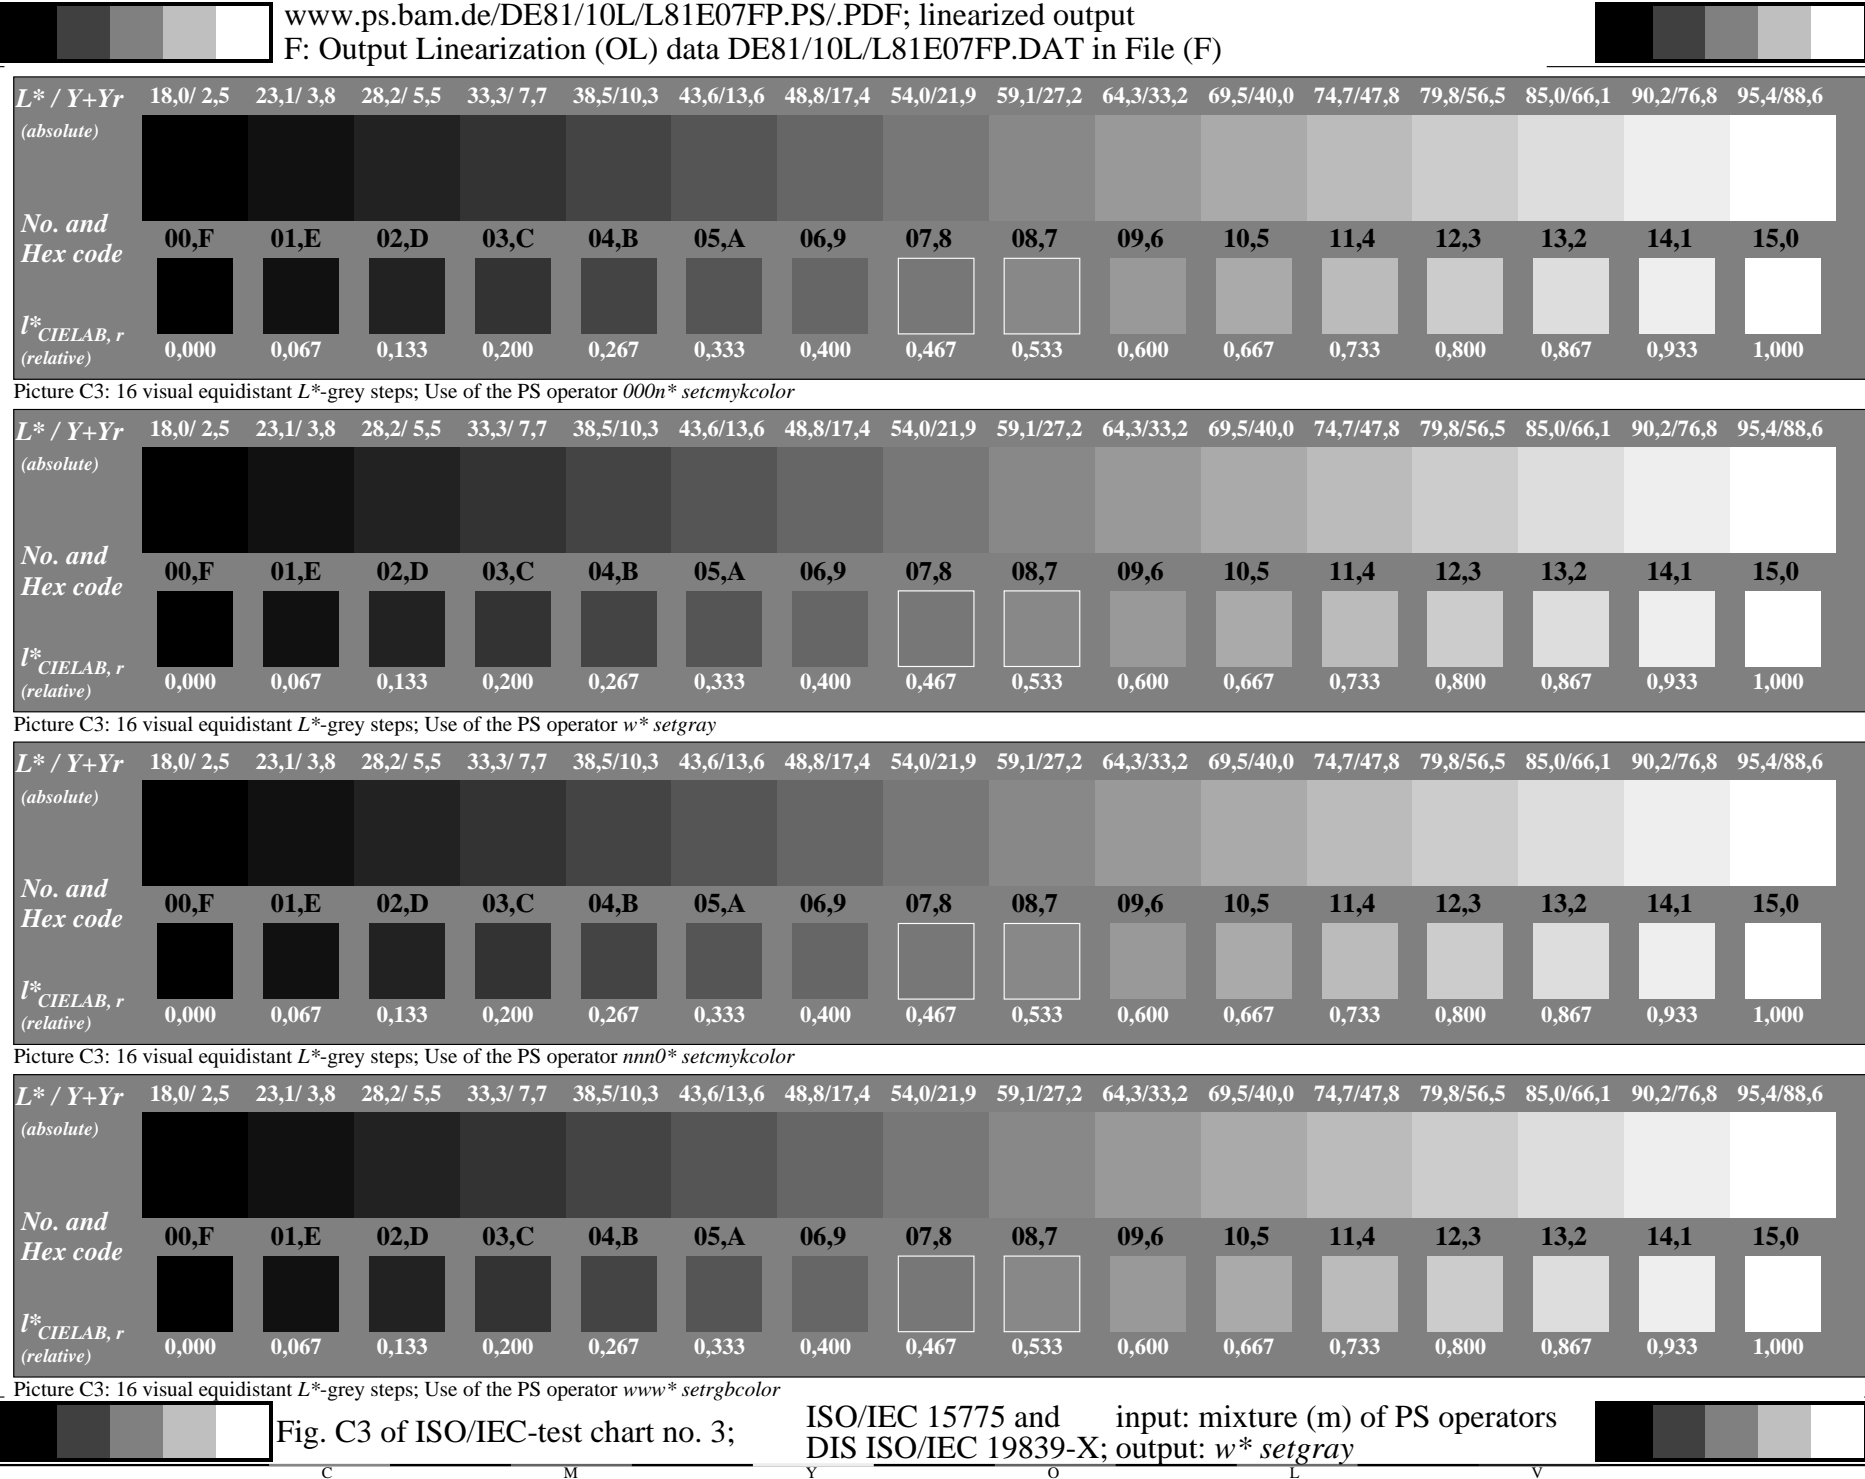 www.ps.bam.de/DE81/10L/L81E07FP.PS/.PDF; linearized output
F: Output Linearization (OL) data DE81/10L/L81E07FP.DAT in File (F)
L* / Y+Yr 18,0/ 2,5 23,1/ 3,8 28,2/ 5,5 33,3/ 7,7 38,5/10,3 43,6/13,6 48,8/17,4 54,0/21,9 59,1/27,2 64,3/33,2 69,5/40,0 74,7/47,8 79,8/56,5 85,0/66,1 90,2/76,8 95,4/88,6
(absolute)
No. and
Hex code 00,F 01,E 02,D 03,C 04,B 05,A 06,9 07,8 08,7 09,6 10,5 11,4 12,3 13,2 14,1 15,0
l*CIELAB, r
(relative) 0,000 0,067 0,133 0,200 0,267 0,333 0,400 0,467 0,533 0,600 0,667 0,733 0,800 0,867 0,933 1,000
Picture C3: 16 visual equidistant L*-grey steps; Use of the PS operator 000n* setcmykcolor
L* / Y+Yr 18,0/ 2,5 23,1/ 3,8 28,2/ 5,5 33,3/ 7,7 38,5/10,3 43,6/13,6 48,8/17,4 54,0/21,9 59,1/27,2 64,3/33,2 69,5/40,0 74,7/47,8 79,8/56,5 85,0/66,1 90,2/76,8 95,4/88,6
(absolute)
No. and
Hex code 00,F 01,E 02,D 03,C 04,B 05,A 06,9 07,8 08,7 09,6 10,5 11,4 12,3 13,2 14,1 15,0
l*CIELAB, r
(relative) 0,000 0,067 0,133 0,200 0,267 0,333 0,400 0,467 0,533 0,600 0,667 0,733 0,800 0,867 0,933 1,000
Picture C3: 16 visual equidistant L*-grey steps; Use of the PS operator w* setgray
L* / Y+Yr 18,0/ 2,5 23,1/ 3,8 28,2/ 5,5 33,3/ 7,7 38,5/10,3 43,6/13,6 48,8/17,4 54,0/21,9 59,1/27,2 64,3/33,2 69,5/40,0 74,7/47,8 79,8/56,5 85,0/66,1 90,2/76,8 95,4/88,6
(absolute)
No. and
Hex code 00,F 01,E 02,D 03,C 04,B 05,A 06,9 07,8 08,7 09,6 10,5 11,4 12,3 13,2 14,1 15,0
l*CIELAB, r
(relative) 0,000 0,067 0,133 0,200 0,267 0,333 0,400 0,467 0,533 0,600 0,667 0,733 0,800 0,867 0,933 1,000
Picture C3: 16 visual equidistant L*-grey steps; Use of the PS operator nnn0* setcmykcolor
L* / Y+Yr 18,0/ 2,5 23,1/ 3,8 28,2/ 5,5 33,3/ 7,7 38,5/10,3 43,6/13,6 48,8/17,4 54,0/21,9 59,1/27,2 64,3/33,2 69,5/40,0 74,7/47,8 79,8/56,5 85,0/66,1 90,2/76,8 95,4/88,6
(absolute)
No. and
Hex code 00,F 01,E 02,D 03,C 04,B 05,A 06,9 07,8 08,7 09,6 10,5 11,4 12,3 13,2 14,1 15,0
l*CIELAB, r
(relative) 0,000 0,067 0,133 0,200 0,267 0,333 0,400 0,467 0,533 0,600 0,667 0,733 0,800 0,867 0,933 1,000
Picture C3: 16 visual equidistant L*-grey steps; Use of the PS operator www* setrgbcolor
Fig. C3 of ISO/IEC-test chart no. 3;
ISO/IEC 15775 and input: mixture (m) of PS operators
DIS ISO/IEC 19839-X; output: w* setgray
C M Y O L V